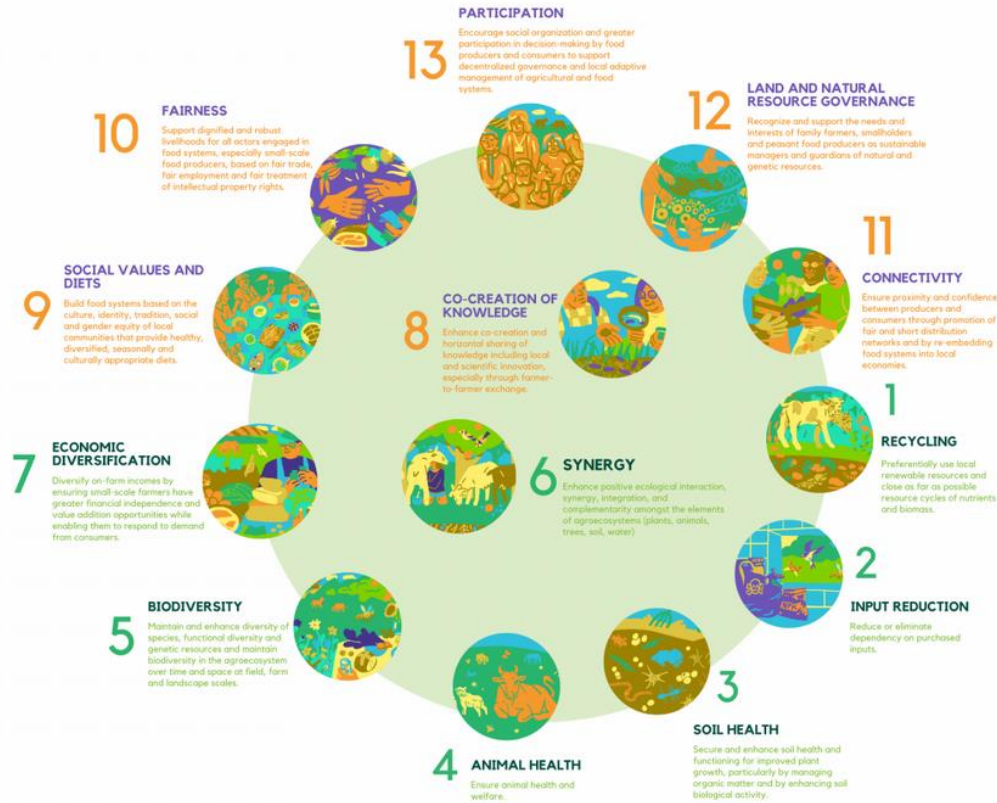 13
PARTICIPATION
Encourage social organization and greater
participation in decision-making by food
producers and consumers to support
decentralized governance and local adaptive
management of agricultural and food
systems.
12
LAND AND NATURAL
RESOURCE GOVERNANCE
Recognize and support the needs and
interests of family farmers, smallholders
and peasant food producers as sustainable
managers and guardians of natural and
genetic resources.
10
FAIRNESS
Support dignified and robust
livelihoods for all actors engaged in
food systems, especially small-scale
food producers, based on fair trade,
fair employment and fair treatment
of intellectual property rights.
11
CONNECTIVITY
Ensure proximity and confidence
between producers and
consumers through promotion of
fair and short distribution
networks and by re-embedding
food systems into local
economies.
9
SOCIAL VALUES AND
DIETS
Build food systems based on the
culture, identity, tradition, social
and gender equity of local
communities that provide healthy,
diversified, seasonally and
culturally appropriate diets.
8
CO-CREATION OF
KNOWLEDGE
Enhance co-creation and
horizontal sharing of
knowledge including local
and scientific innovation,
especially through farmer-
to-farmer exchange.
1
RECYCLING
Preferentially use local
renewable resources and
close as far as possible
resource cycles of nutrients
and biomass.
7
ECONOMIC
DIVERSIFICATION
Diversify on-farm incomes by
ensuring small-scale farmers have
greater financial independence and
value addition opportunities while
enabling them to respond to demand
from consumers.
6
SYNERGY
Enhance positive ecological interaction,
synergy, integration, and
complementarity amongst the elements
of agroecosystems (plants, animals,
trees, soil, water)
2
INPUT REDUCTION
Reduce or eliminate
dependency on purchased
inputs.
NPK
5
BIODIVERSITY
Maintain and enhance diversity of
species, functional diversity and
genetic resources and maintain
biodiversity in the agroecosystem
over time and space at field, farm
and landscape scales.
3
SOIL HEALTH
Secure and enhance soil health and
functioning for improved plant
growth, particularly by managing
organic matter and by enhancing soil
biological activity.
4
ANIMAL HEALTH
Ensure animal health and
welfare.